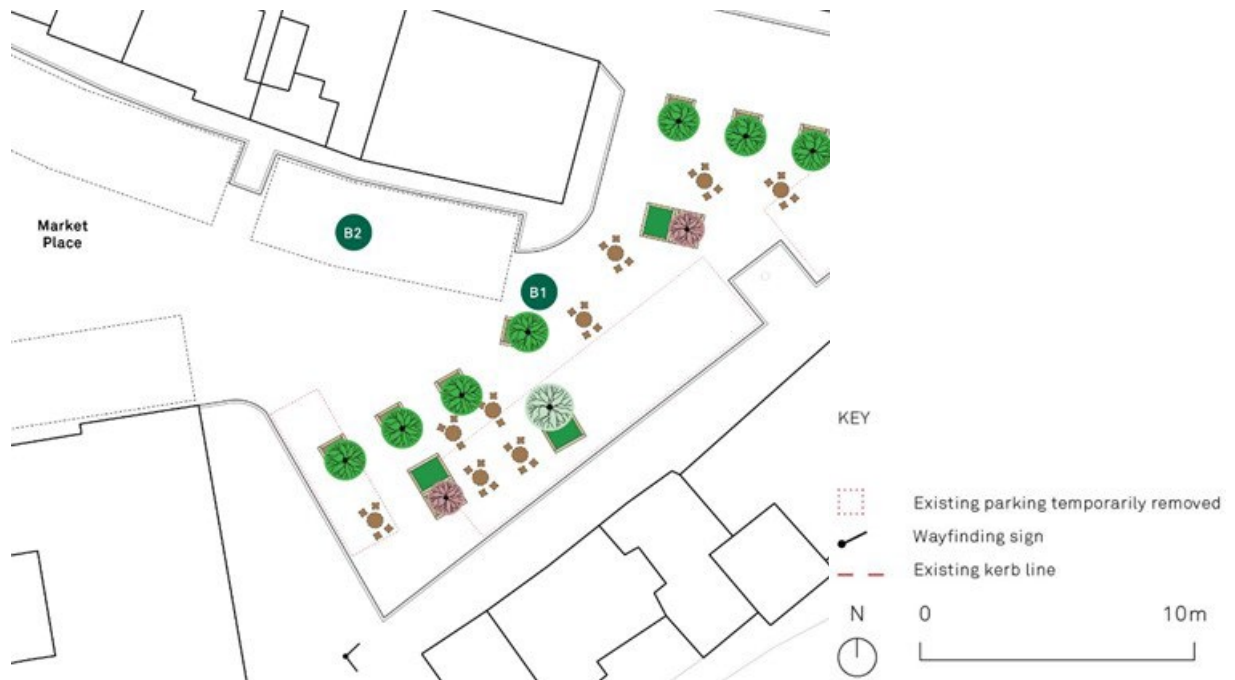 Market
Place
B2
B1
KEY
Existing parking temporarily removed
Wayfinding sign
Existing kerb line
N
0 10m